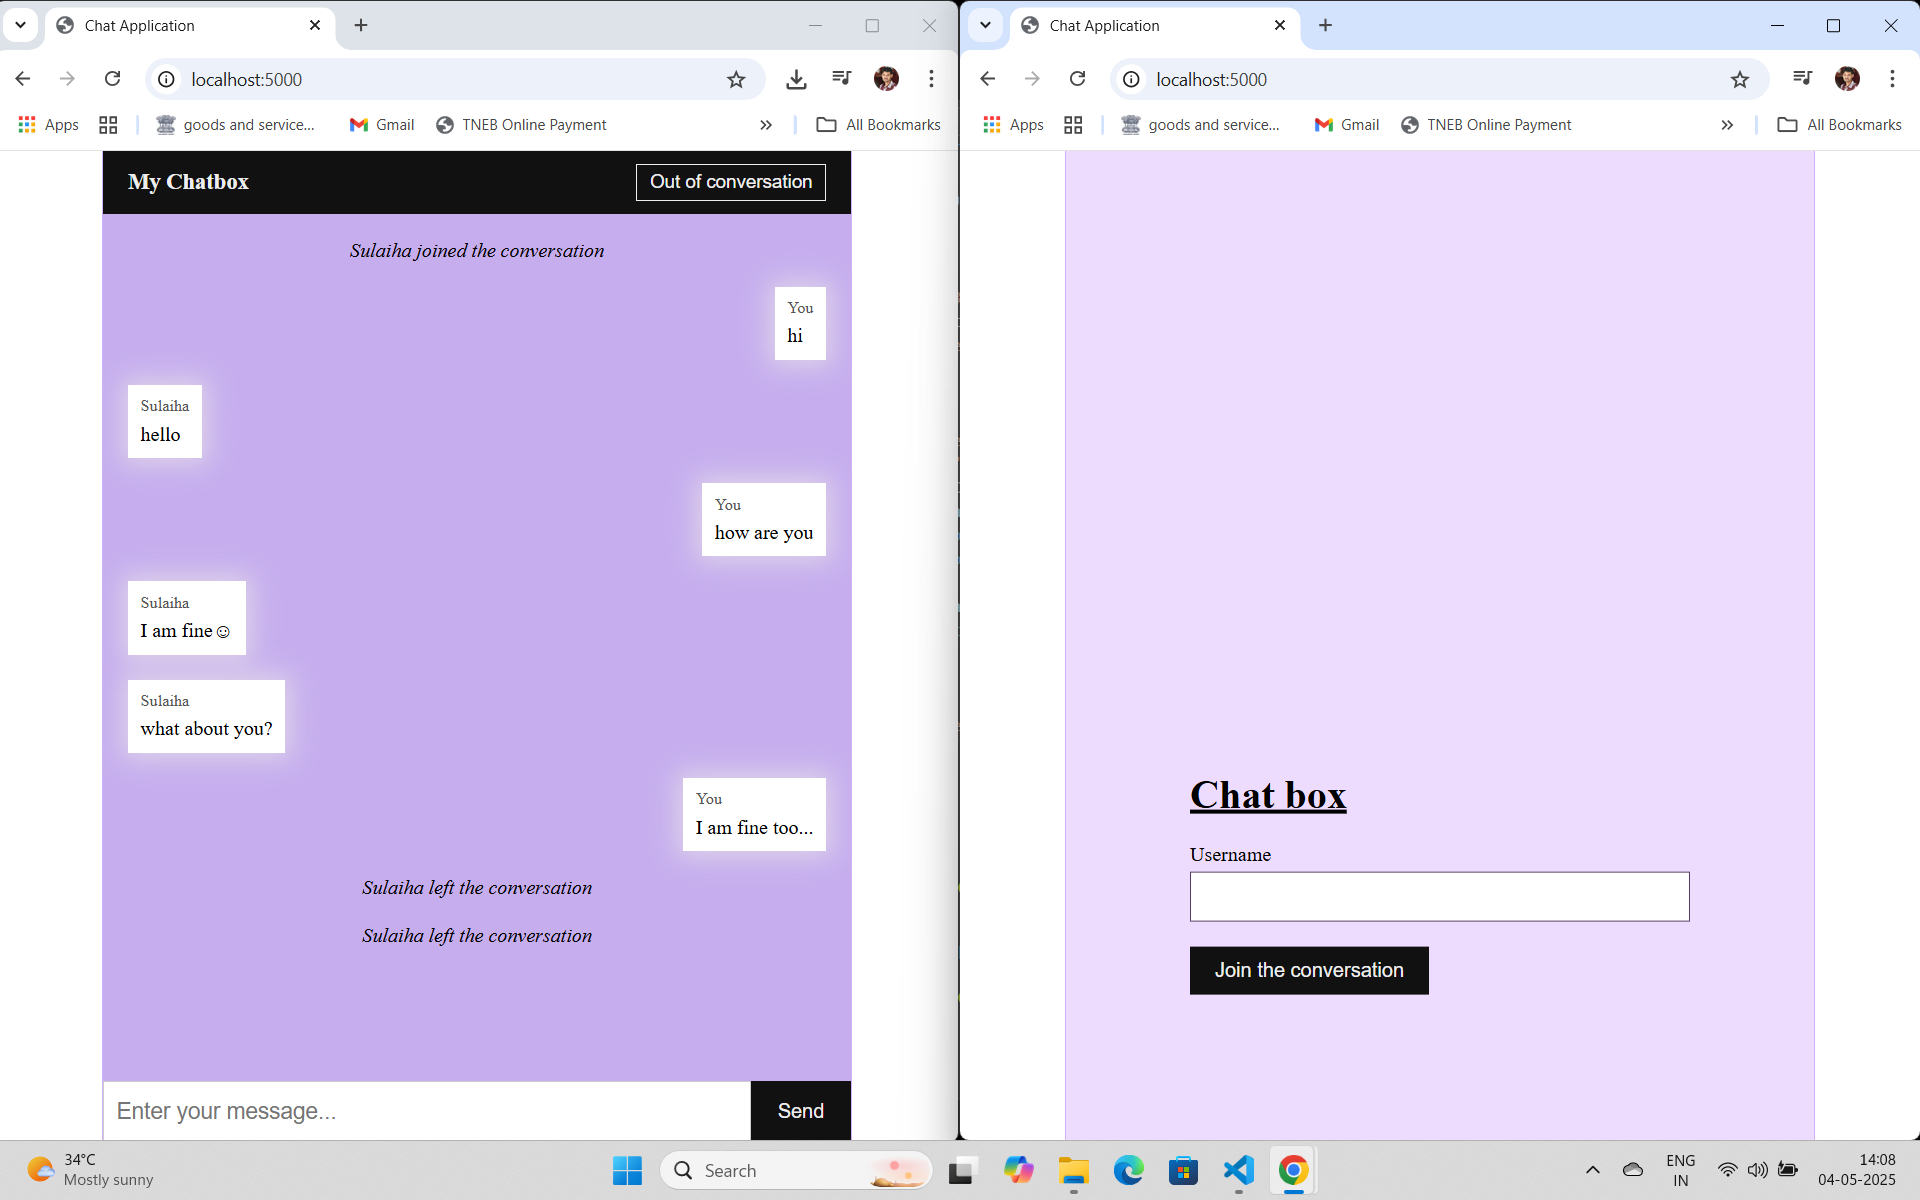 Chat Application
localhost:5000
Apps
goods and service...
Gmail
TNEB Online Payment
»
All Bookmarks
My Chatbox
Out of conversation
Sulaiha joined the conversation
You
hi
Sulaiha
hello
You
how are you
Sulaiha
I am fine☺
Sulaiha
what about you?
You
I am fine too...
Sulaiha left the conversation
Sulaiha left the conversation
Enter your message...
Send
Chat Application
localhost:5000
Apps
goods and service...
Gmail
TNEB Online Payment
»
All Bookmarks
Chat box
Username
Join the conversation
34°C
Mostly sunny
Search
ENG
IN
14:08
04-05-2025